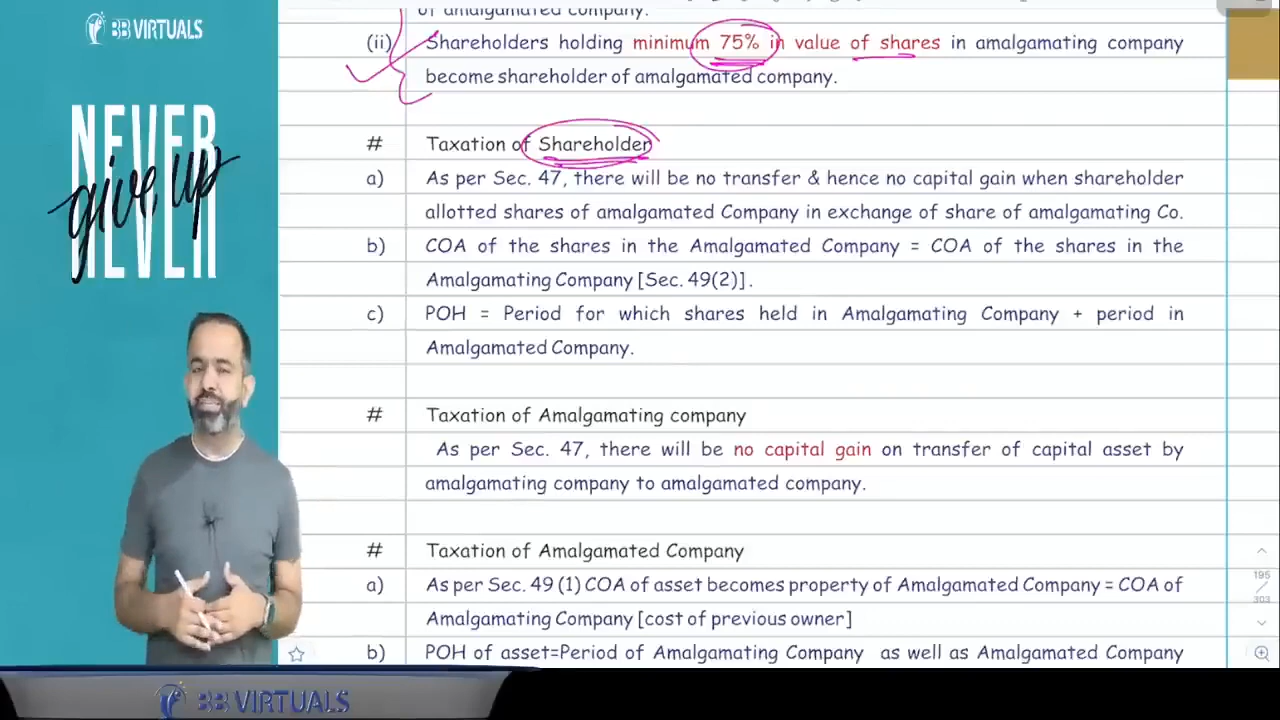 BB VIRTUALS
NEVER
give up
NEVER
of amalgamated company.
(ii) Shareholders holding minimum 75% in value of shares in amalgamating company
become shareholder of amalgamated company.
# Taxation of Shareholder
a) As per Sec. 47, there will be no transfer & hence no capital gain when shareholder
allotted shares of amalgamated Company in exchange of share of amalgamating Co.
b) COA of the shares in the Amalgamated Company = COA of the shares in the
Amalgamating Company [Sec. 49(2)].
c) POH = Period for which shares held in Amalgamating Company + period in
Amalgamated Company.
# Taxation of Amalgamating company
As per Sec. 47, there will be no capital gain on transfer of capital asset by
amalgamating company to amalgamated company.
# Taxation of Amalgamated Company
a) As per Sec. 49 (1) COA of asset becomes property of Amalgamated Company = COA of
Amalgamating Company [cost of previous owner]
b) POH of asset=Period of Amalgamating Company as well as Amalgamated Company
195
/
303
BB VIRTUALS